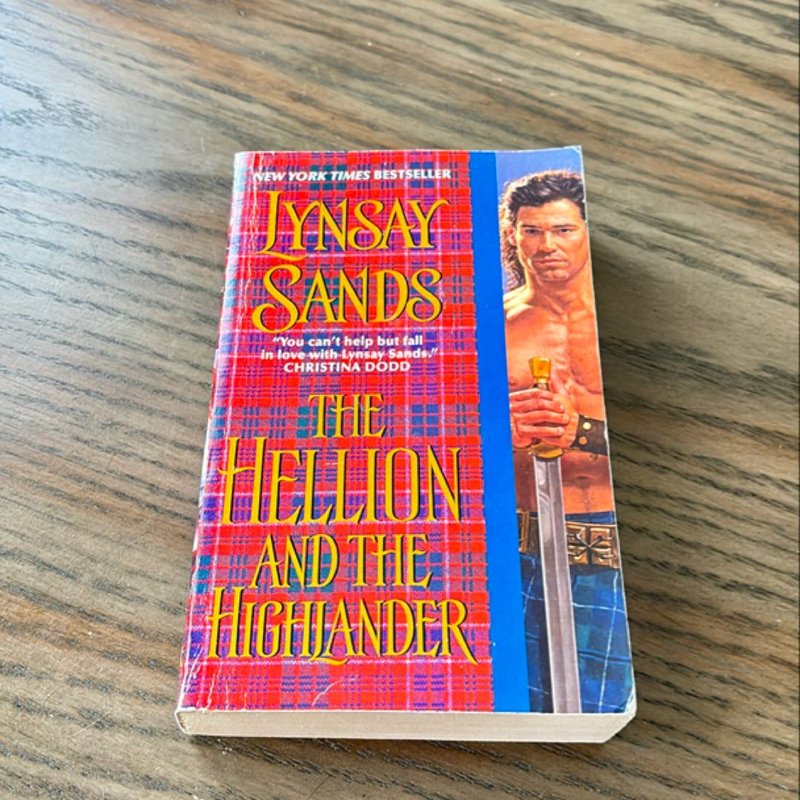 NEW YORK TIMES BESTSELLER
LYNSAY
SANDS
"You can't help but fall
in love with Lynsay Sands."
CHRISTINA DODD
THE
HELLION
AND THE
HIGHLANDER